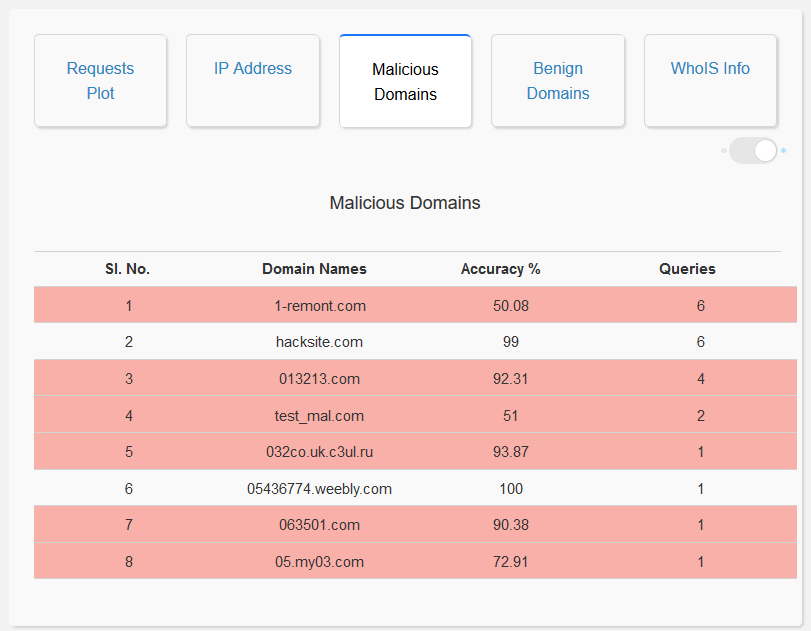 Requests
Plot
IP Address
Malicious
Domains
Benign
Domains
WhoIS Info
Malicious Domains
Sl. No. Domain Names Accuracy % Queries
1 1-remont.com 50.08 6
2 hacksite.com 99 6
3 013213.com 92.31 4
4 test_mal.com 51 2
5 032co.uk.c3ul.ru 93.87 1
6 05436774.weebly.com 100 1
7 063501.com 90.38 1
8 05.my03.com 72.91 1